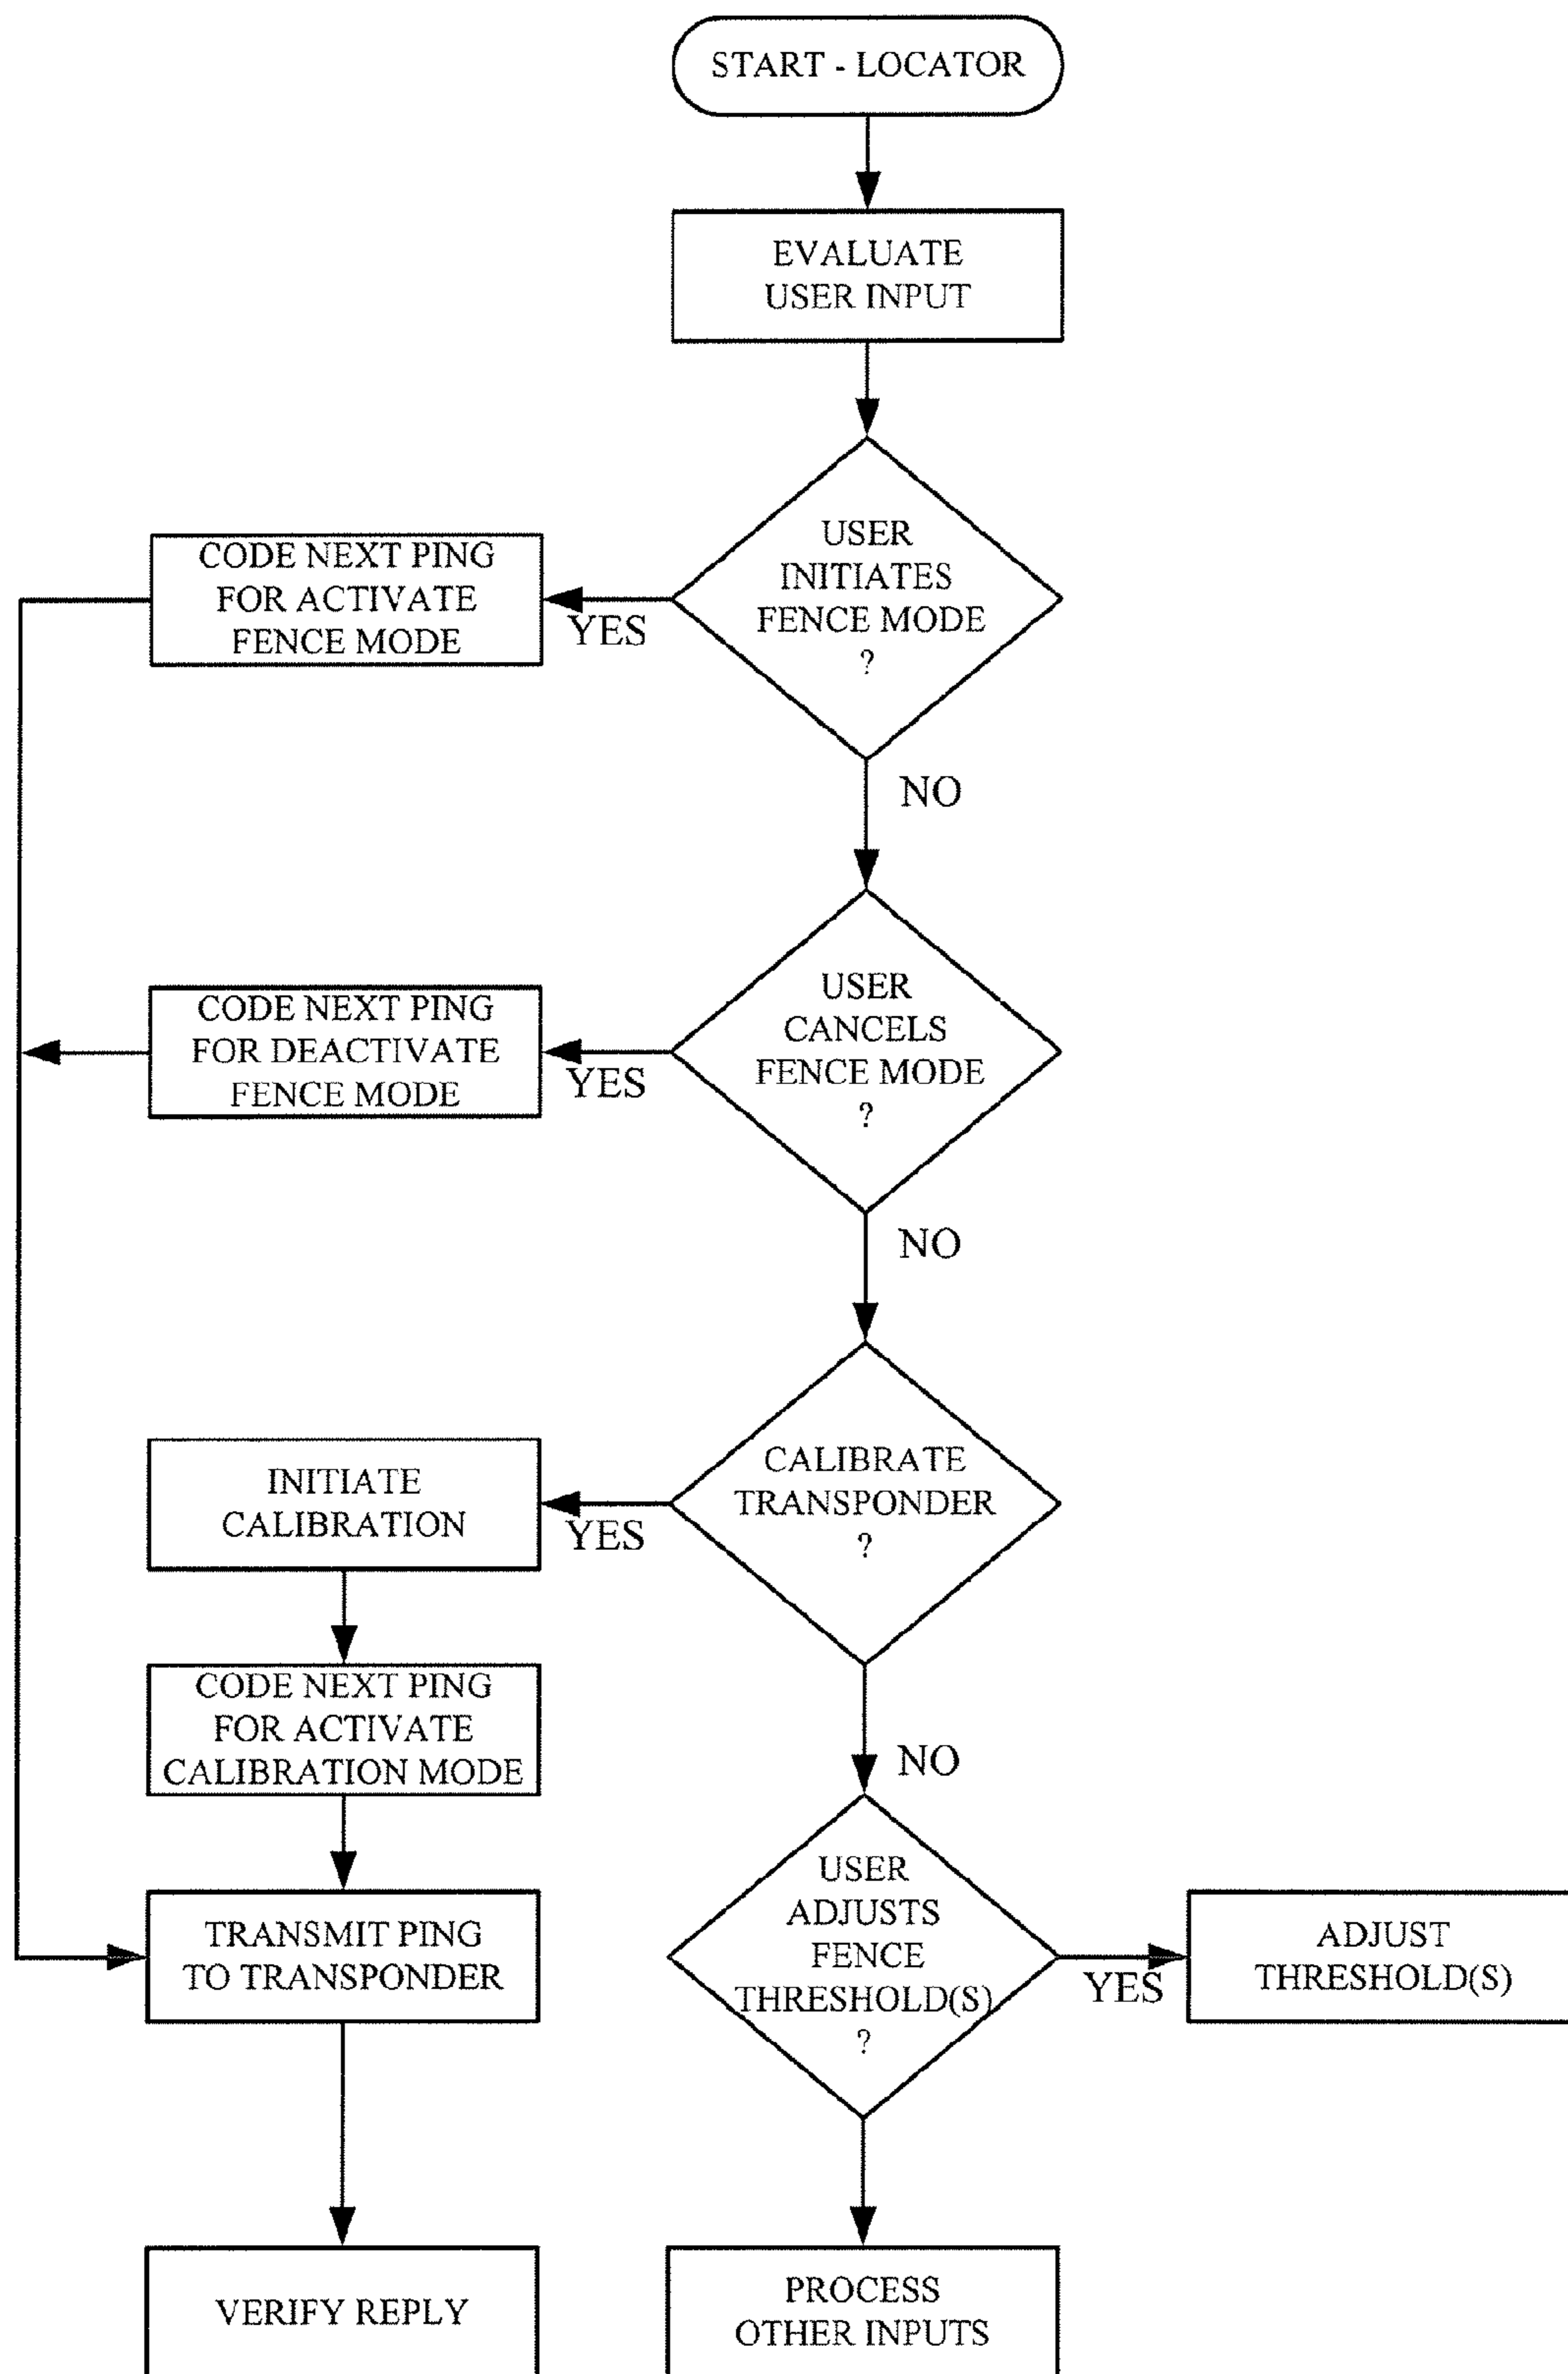 START - LOCATOR
EVALUATE
USER INPUT
USER
INITIATES
FENCE MODE
?
YES
CODE NEXT PING
FOR ACTIVATE
FENCE MODE
NO
USER
CANCELS
FENCE MODE
?
YES
CODE NEXT PING
FOR DEACTIVATE
FENCE MODE
NO
CALIBRATE
TRANSPONDER
?
YES
INITIATE
CALIBRATION
CODE NEXT PING
FOR ACTIVATE
CALIBRATION MODE
NO
TRANSMIT PING
TO TRANSPONDER
USER
ADJUSTS
FENCE
THRESHOLD(S)
?
YES
ADJUST
THRESHOLD(S)
VERIFY REPLY
PROCESS
OTHER INPUTS